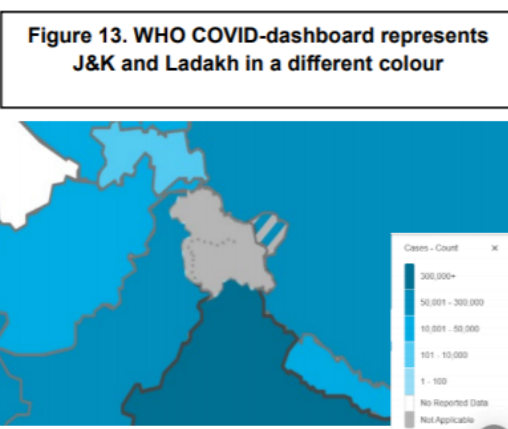 Figure 13. WHO COVID-dashboard represents
J&K and Ladakh in a different colour
Cases - Count ×
300,000+
50,001 - 300,000
10,001 - 50,000
101 - 10,000
1 - 100
No Reported Data
Not Applicable